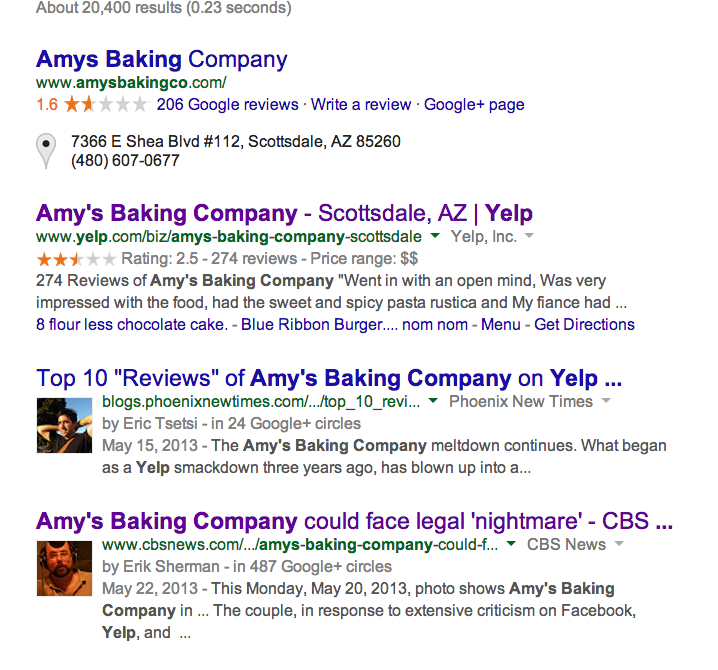 About 20,400 results (0.23 seconds)
Amys Baking Company
www.amysbakingco.com/
1.6 206 Google reviews · Write a review · Google+ page
7366 E Shea Blvd #112, Scottsdale, AZ 85260
(480) 607-0677
Amy's Baking Company - Scottsdale, AZ | Yelp
www.yelp.com/biz/amys-baking-company-scottsdale Yelp, Inc.
Rating: 2.5 - 274 reviews - Price range: $$
274 Reviews of Amy's Baking Company "Went in with an open mind, Was very
impressed with the food, had the sweet and spicy pasta rustica and My fiance had ...
8 flour less chocolate cake. - Blue Ribbon Burger.... nom nom - Menu - Get Directions
Top 10 "Reviews" of Amy's Baking Company on Yelp ...
blogs.phoenixnewtimes.com/.../top_10_revi... Phoenix New Times
by Eric Tsetsi - in 24 Google+ circles
May 15, 2013 - The Amy's Baking Company meltdown continues. What began
as a Yelp smackdown three years ago, has blown up into a...
Amy's Baking Company could face legal 'nightmare' - CBS ...
www.cbsnews.com/.../amys-baking-company-could-f... CBS News
by Erik Sherman - in 487 Google+ circles
May 22, 2013 - This Monday, May 20, 2013, photo shows Amy's Baking
Company in ... The couple, in response to extensive criticism on Facebook,
Yelp, and ...